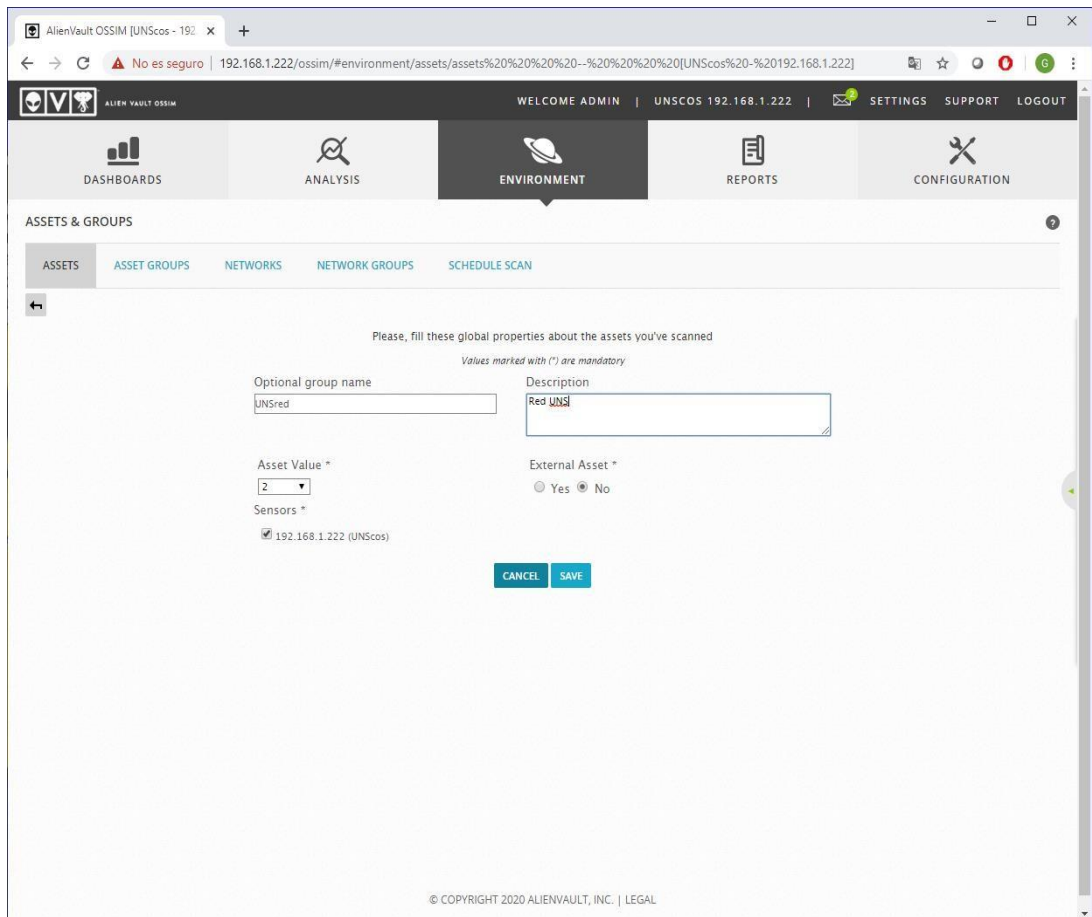 AlienVault OSSIM [UNScos - 192
No es seguro | 192.168.1.222/ossim/#environment/assets/assets%20%20%20%20--%20%20%20%20[UNScos%20-%20192.168.1.222]
G
V ALIEN VAULT OSSIM
WELCOME ADMIN | UNSCOS 192.168.1.222 | 2 SETTINGS SUPPORT LOGOUT
DASHBOARDS ANALYSIS ENVIRONMENT REPORTS CONFIGURATION
ASSETS & GROUPS ?
ASSETS ASSET GROUPS NETWORKS NETWORK GROUPS SCHEDULE SCAN
Please, fill these global properties about the assets you've scanned
Values marked with (*) are mandatory
Optional group name Description
UNSred Red UNS
Asset Value * External Asset *
2 Yes No
Sensors *
192.168.1.222 (UNScos)
CANCEL SAVE
© COPYRIGHT 2020 ALIENVAULT, INC. | LEGAL